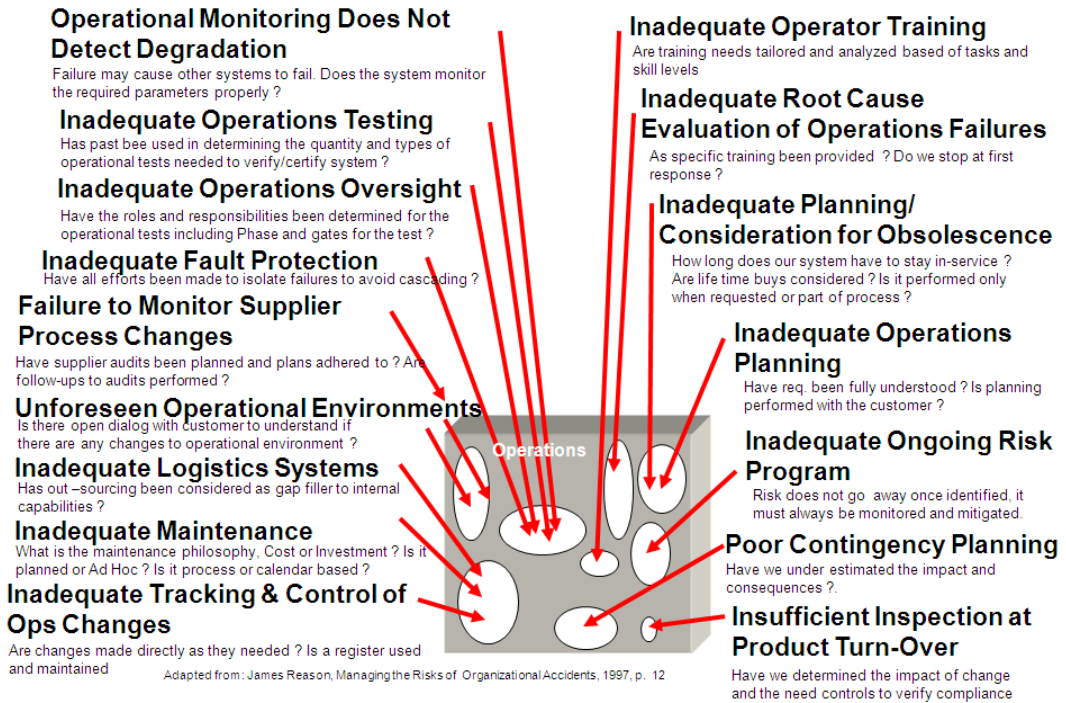 Operational Monitoring Does Not
Detect Degradation
Failure may cause other systems to fail. Does the system monitor
the required parameters properly ?
Inadequate Operations Testing
Has past bee used in determining the quantity and types of
operational tests needed to verify/certify system ?
Inadequate Operations Oversight
Have the roles and responsibilities been determined for the
operational tests including Phase and gates for the test ?
Inadequate Fault Protection
Have all efforts been made to isolate failures to avoid cascading ?
Failure to Monitor Supplier
Process Changes
Have supplier audits been planned and plans adhered to ? Are
follow-ups to audits performed ?
Unforeseen Operational Environments
Is there open dialog with customer to understand if
there are any changes to operational environment ?
Inadequate Logistics Systems
Has out –sourcing been considered as gap filler to internal
capabilities ?
Inadequate Maintenance
What is the maintenance philosophy, Cost or Investment ? Is it
planned or Ad Hoc ? Is it process or calendar based ?
Inadequate Tracking & Control of
Ops Changes
Are changes made directly as they needed ? Is a register used
and maintained
Inadequate Operator Training
Are training needs tailored and analyzed based of tasks and
skill levels
Inadequate Root Cause
Evaluation of Operations Failures
As specific training been provided ? Do we stop at first
response ?
Inadequate Planning/
Consideration for Obsolescence
How long does our system have to stay in-service ?
Are life time buys considered ? Is it performed only
when requested or part of process ?
Inadequate Operations
Planning
Have req. been fully understood ? Is planning
performed with the customer ?
Inadequate Ongoing Risk
Program
Risk does not go away once identified, it
must always be monitored and mitigated.
Poor Contingency Planning
Have we under estimated the impact and
consequences ?.
Insufficient Inspection at
Product Turn-Over
Have we determined the impact of change
and the need controls to verify compliance
Operations
Adapted from: James Reason, Managing the Risks of Organizational Accidents, 1997, p. 12